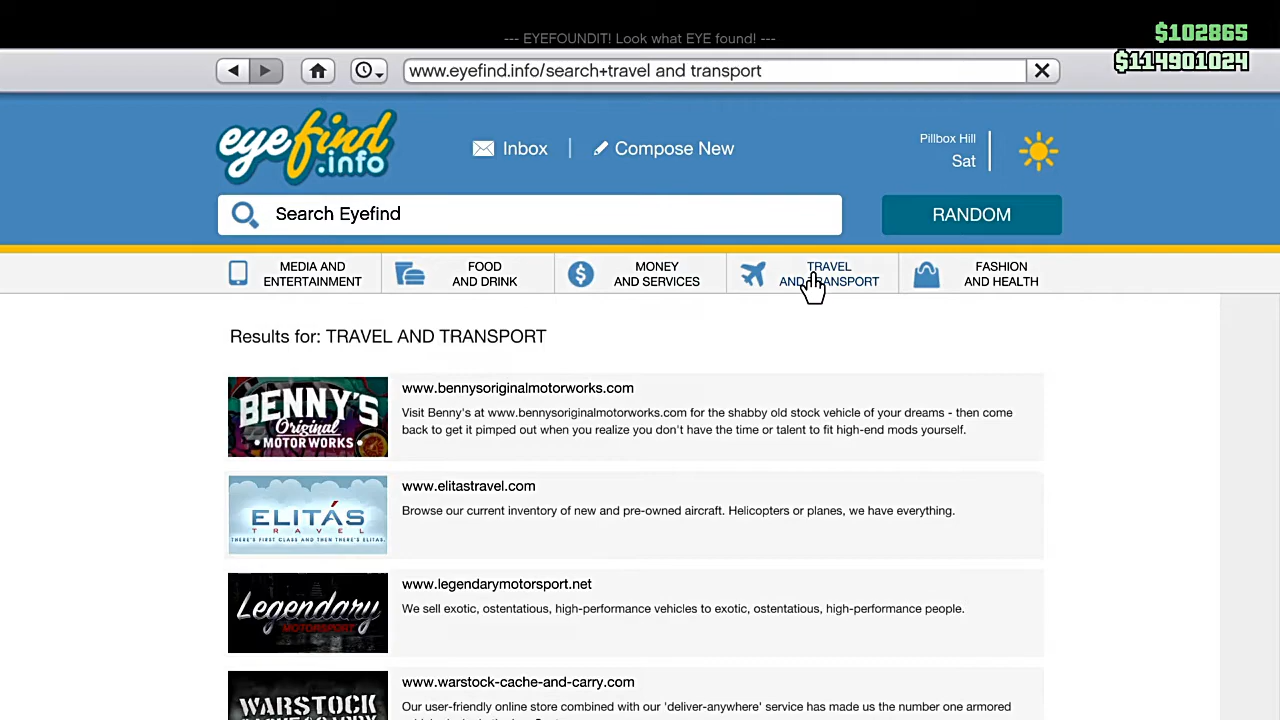 --- EYEFOUNDIT! Look what EYE found! ---
$102865
$114901024
www.eyefind.info/search+travel and transport
eyefind
.info
Inbox
Compose New
Pillbox Hill
Sat
Search Eyefind
RANDOM
MEDIA AND
ENTERTAINMENT
FOOD
AND DRINK
MONEY
AND SERVICES
TRAVEL
AND TRANSPORT
FASHION
AND HEALTH
Results for: TRAVEL AND TRANSPORT
BENNY'S
Original
MOTOR WORKS
www.bennysoriginalmotorworks.com
Visit Benny's at www.bennysoriginalmotorworks.com for the shabby old stock vehicle of your dreams - then come
back to get it pimped out when you realize you don't have the time or talent to fit high-end mods yourself.
ELITÁS
TRAVEL
THERE'S FIRST CLASS AND THEN THERE'S ELITAS.
www.elitastravel.com
Browse our current inventory of new and pre-owned aircraft. Helicopters or planes, we have everything.
Legendary
MOTORSPORT
www.legendarymotorsport.net
We sell exotic, ostentatious, high-performance vehicles to exotic, ostentatious, high-performance people.
WARSTOCK
www.warstock-cache-and-carry.com
Our user-friendly online store combined with our 'deliver-anywhere' service has made us the number one armored